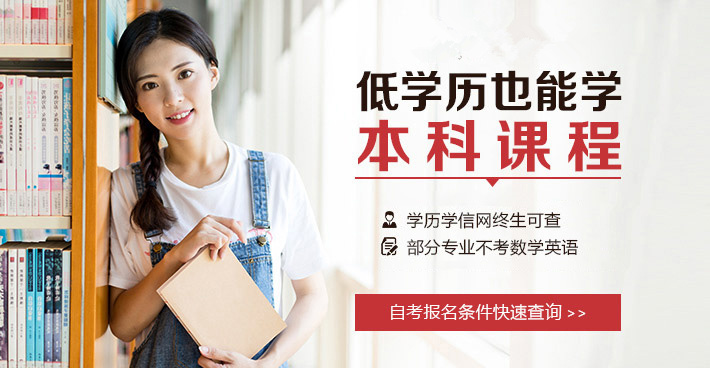 低学历也能学
本科课程
学历学信网终生可查
部分专业不考数学英语
自考报名条件快速查询 >>